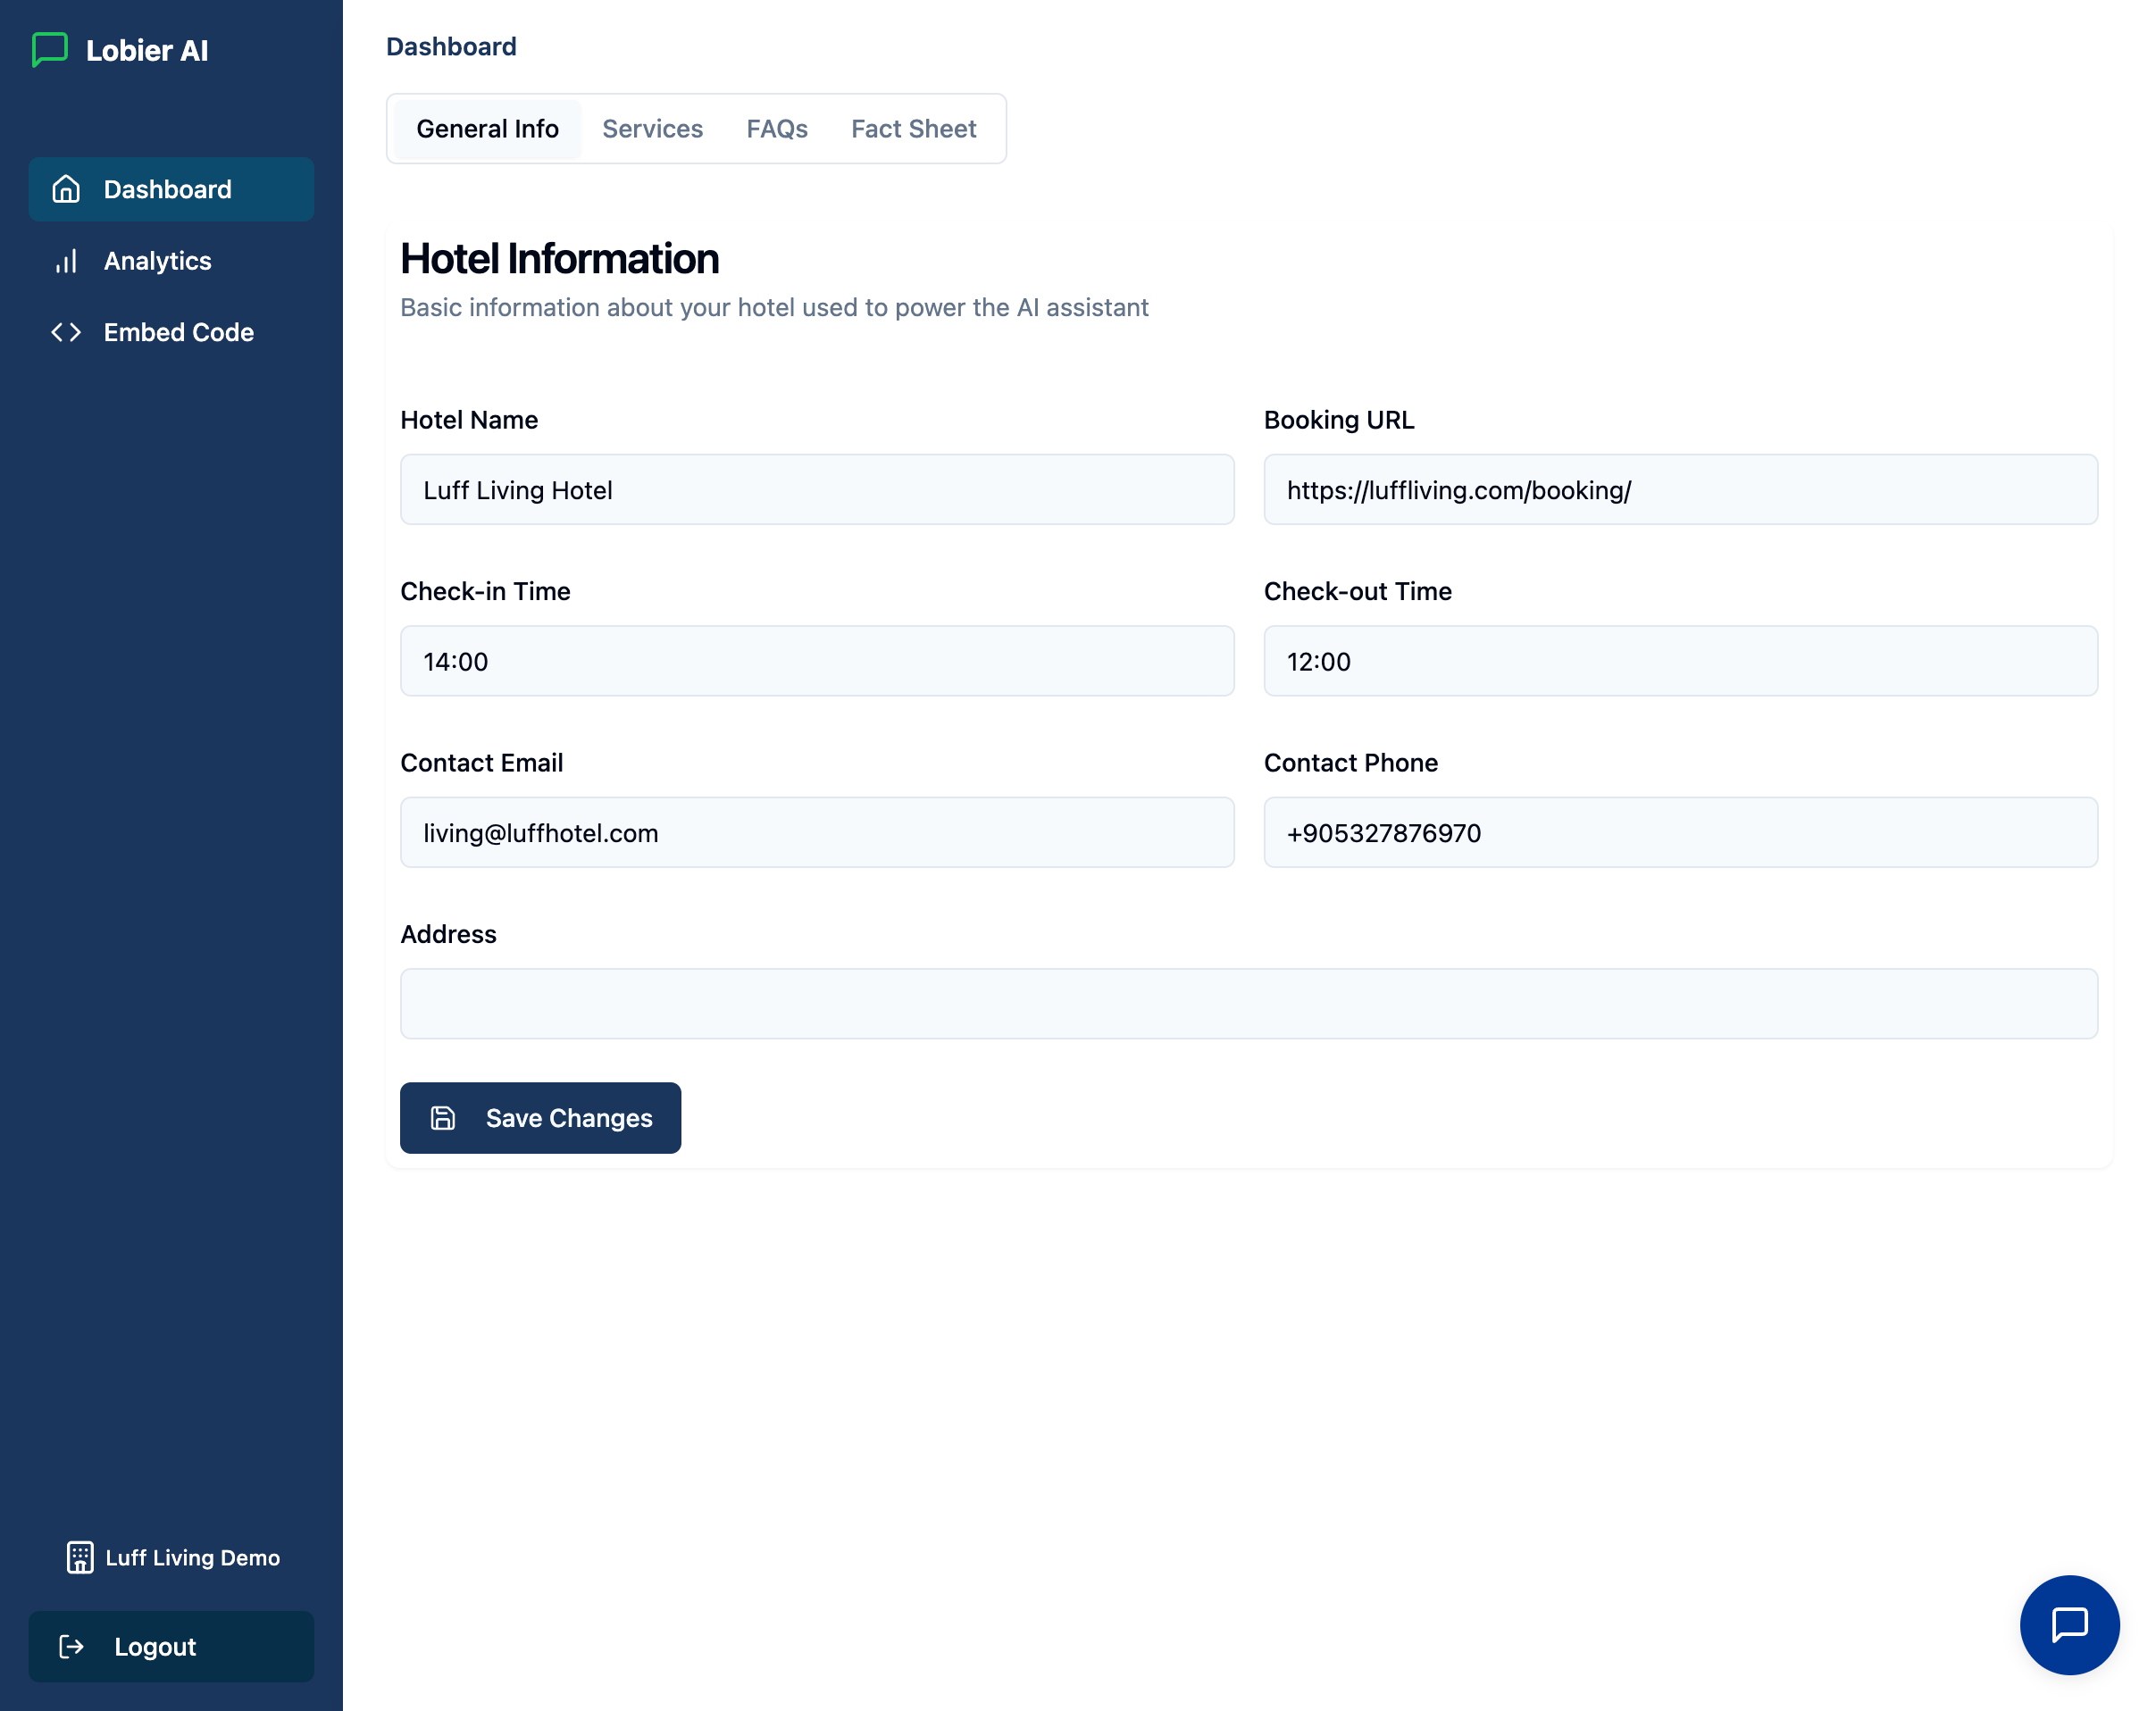 Lobier AI
Dashboard
Analytics
Embed Code
Luff Living Demo
Logout
Dashboard
General Info
Services
FAQs
Fact Sheet
Hotel Information
Basic information about your hotel used to power the AI assistant
Hotel Name
Luff Living Hotel
Booking URL
https://luffliving.com/booking/
Check-in Time
14:00
Check-out Time
12:00
Contact Email
living@luffhotel.com
Contact Phone
+905327876970
Address
Save Changes